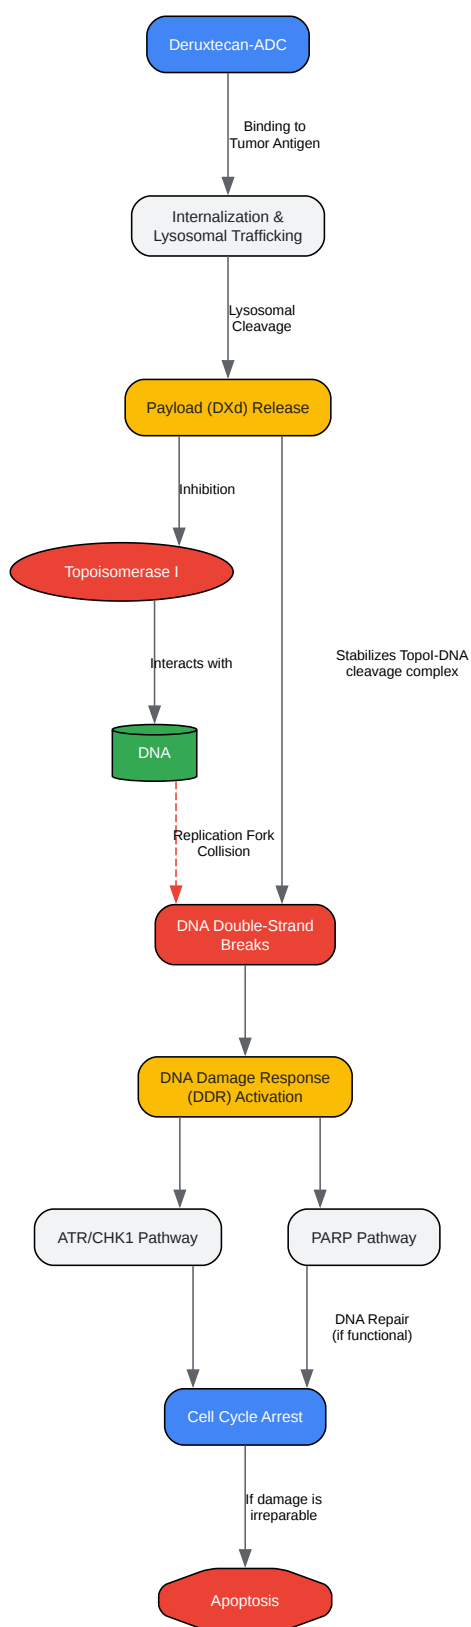 Deruxtecan-ADC
Binding to
Tumor Antigen
Internalization &
Lysosomal Trafficking
Lysosomal
Cleavage
Payload (DXd) Release
Inhibition
Topoisomerase I
Stabilizes TopoI-DNA
cleavage complex
Interacts with
DNA
Replication Fork
Collision
DNA Double-Strand
Breaks
DNA Damage Response
(DDR) Activation
ATR/CHK1 Pathway
PARP Pathway
DNA Repair
(if functional)
Cell Cycle Arrest
If damage is
irreparable
Apoptosis